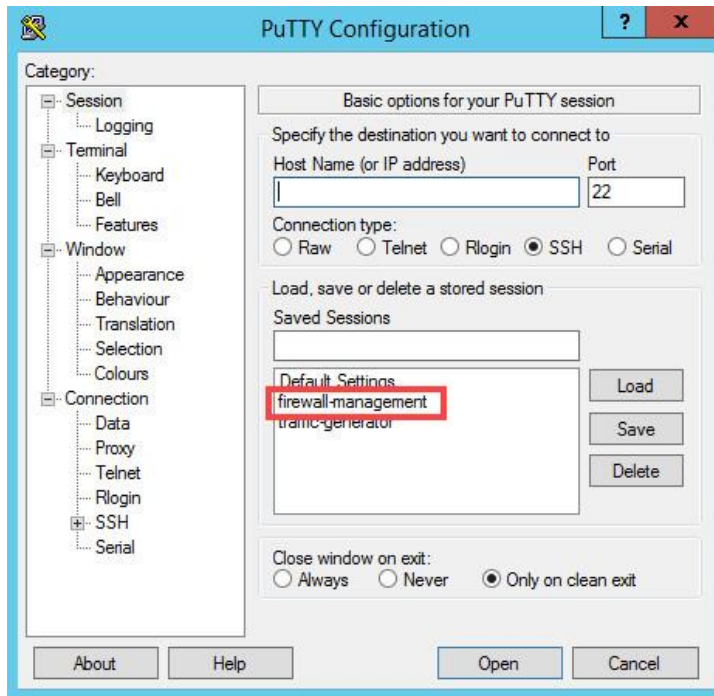 PuTTY Configuration
?
x
Category:
Session
Logging
Terminal
Keyboard
Bell
Features
Window
Appearance
Behaviour
Translation
Selection
Colours
Connection
Data
Proxy
Telnet
Rlogin
SSH
Serial
Basic options for your PuTTY session
Specify the destination you want to connect to
Host Name (or IP address) Port
22
Connection type:
Raw Telnet Rlogin SSH Serial
Load, save or delete a stored session
Saved Sessions
Default Settings
firewall-management
traffic-generator
Load
Save
Delete
Close window on exit:
Always Never Only on clean exit
About Help Open Cancel